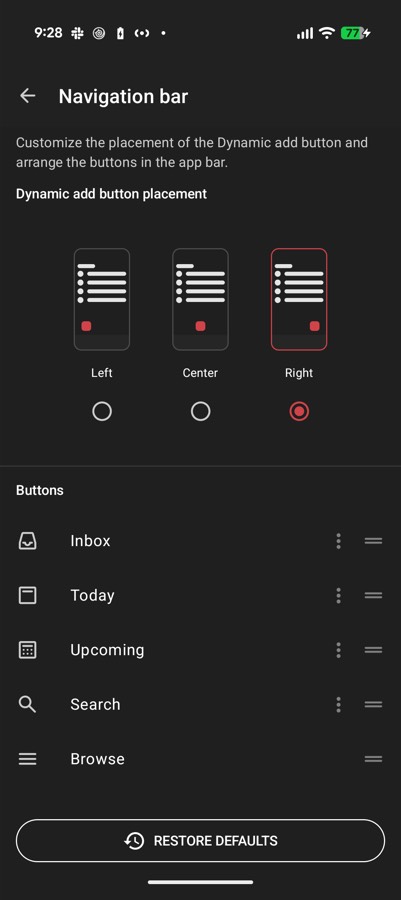 9:28
77
Navigation bar
Customize the placement of the Dynamic add button and
arrange the buttons in the app bar.
Dynamic add button placement
Left Center Right
Buttons
Inbox
Today
Upcoming
Search
Browse
RESTORE DEFAULTS